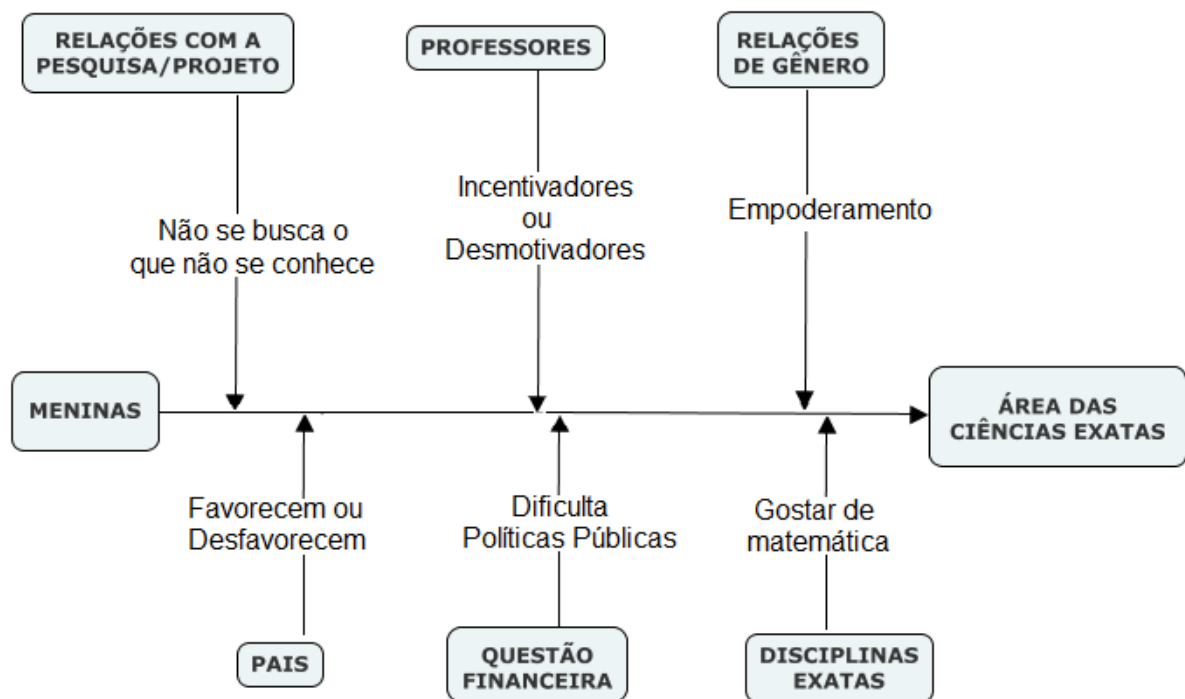 RELAÇÕES COM A
PESQUISA/PROJETO
PROFESSORES
RELAÇÕES
DE GÊNERO
Não se busca o
que não se conhece
Incentivadores
ou
Desmotivadores
Empoderamento
MENINAS
ÁREA DAS
CIÊNCIAS EXATAS
Favorecem ou
Desfavorecem
Dificulta
Políticas Públicas
Gostar de
matemática
PAIS
QUESTÃO
FINANCEIRA
DISCIPLINAS
EXATAS